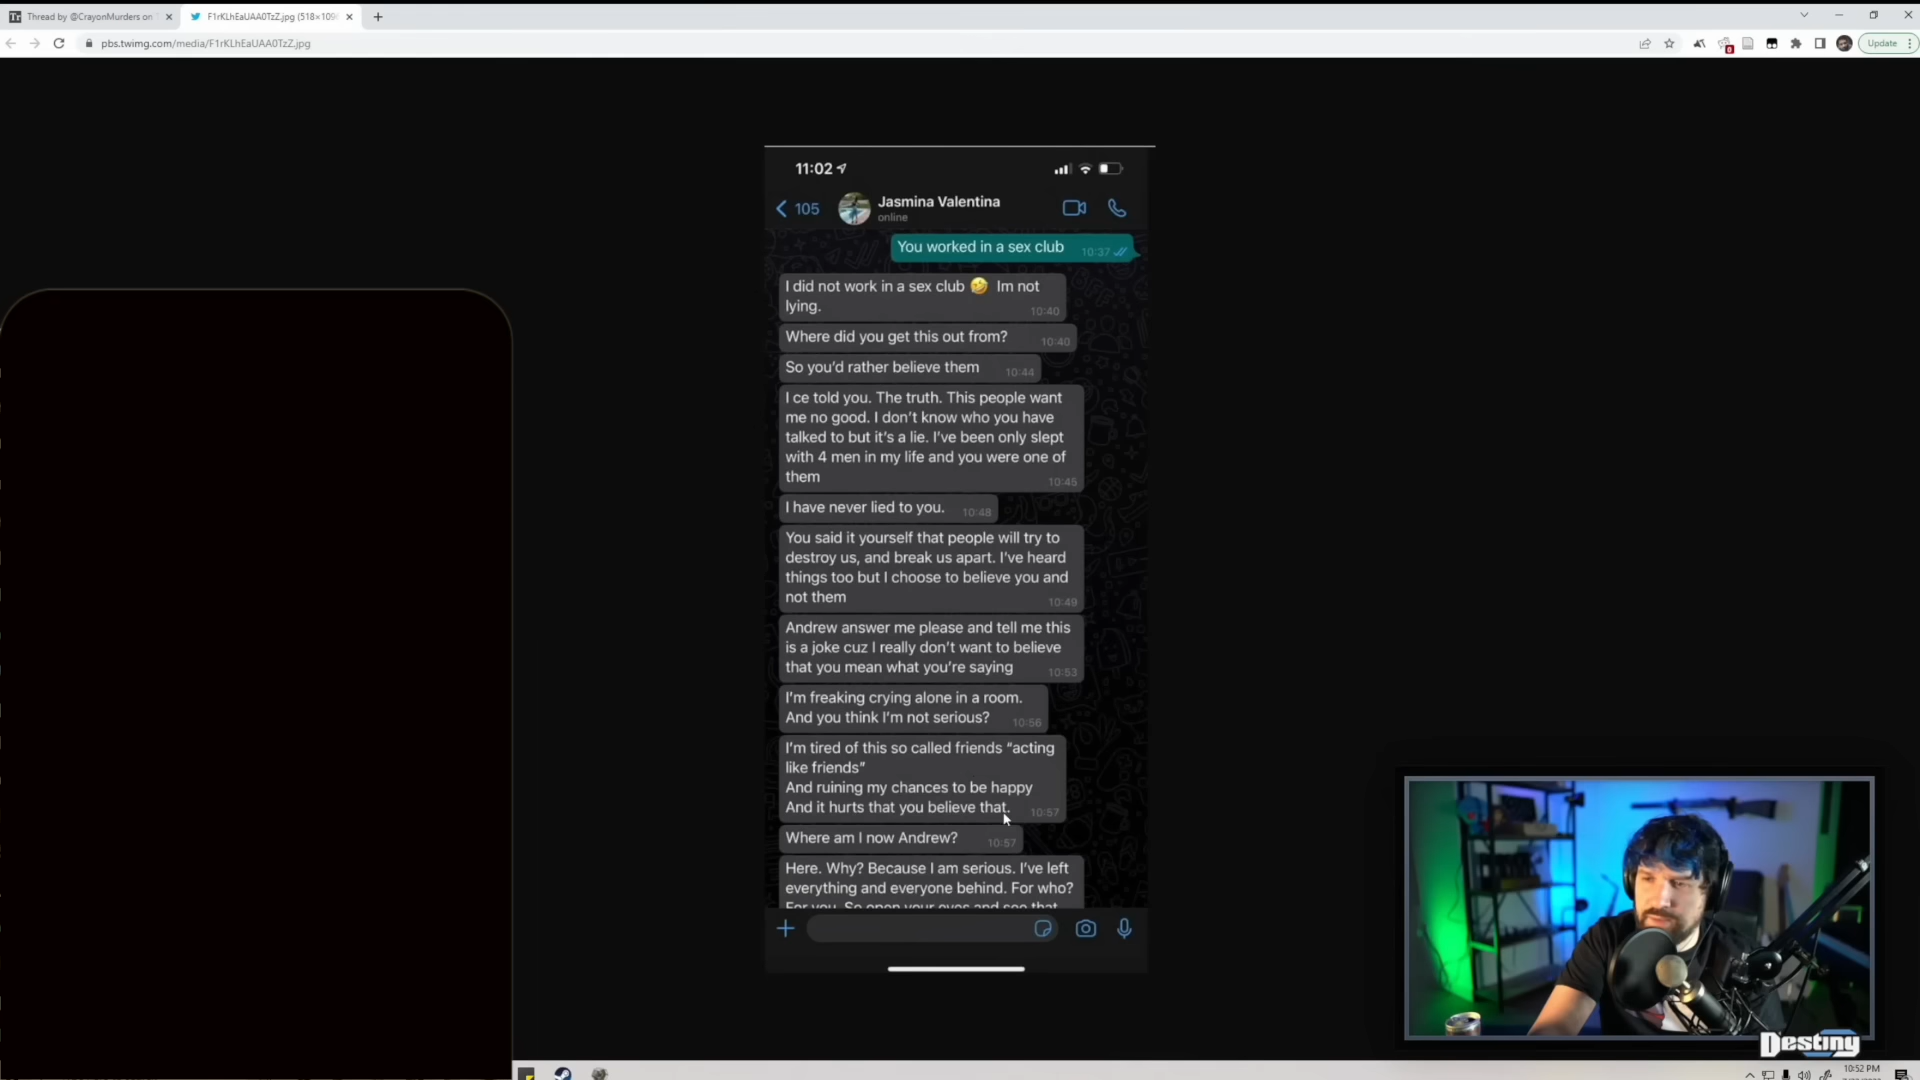 Thread by @CrayonMurders on
F1rKLhEaUAA0TzZ.jpg (518×109
pbs.twimg.com/media/F1rKLhEaUAA0TzZ.jpg
Update
11:02
105
Jasmina Valentina
online
You worked in a sex club 10:37
I did not work in a sex club 🤣 Im not
lying. 10:40
Where did you get this out from? 10:40
So you'd rather believe them 10:44
I ce told you. The truth. This people want
me no good. I don't know who you have
talked to but it's a lie. I've been only slept
with 4 men in my life and you were one of
them 10:45
I have never lied to you. 10:48
You said it yourself that people will try to
destroy us, and break us apart. I've heard
things too but I choose to believe you and
not them 10:49
Andrew answer me please and tell me this
is a joke cuz I really don't want to believe
that you mean what you're saying 10:53
I'm freaking crying alone in a room.
And you think I'm not serious? 10:56
I'm tired of this so called friends "acting
like friends"
And ruining my chances to be happy
And it hurts that you believe that. 10:57
Where am I now Andrew? 10:57
Here. Why? Because I am serious. I've left
everything and everyone behind. For who?
For you. So open your eyes and see that
Destiny
10:52 PM